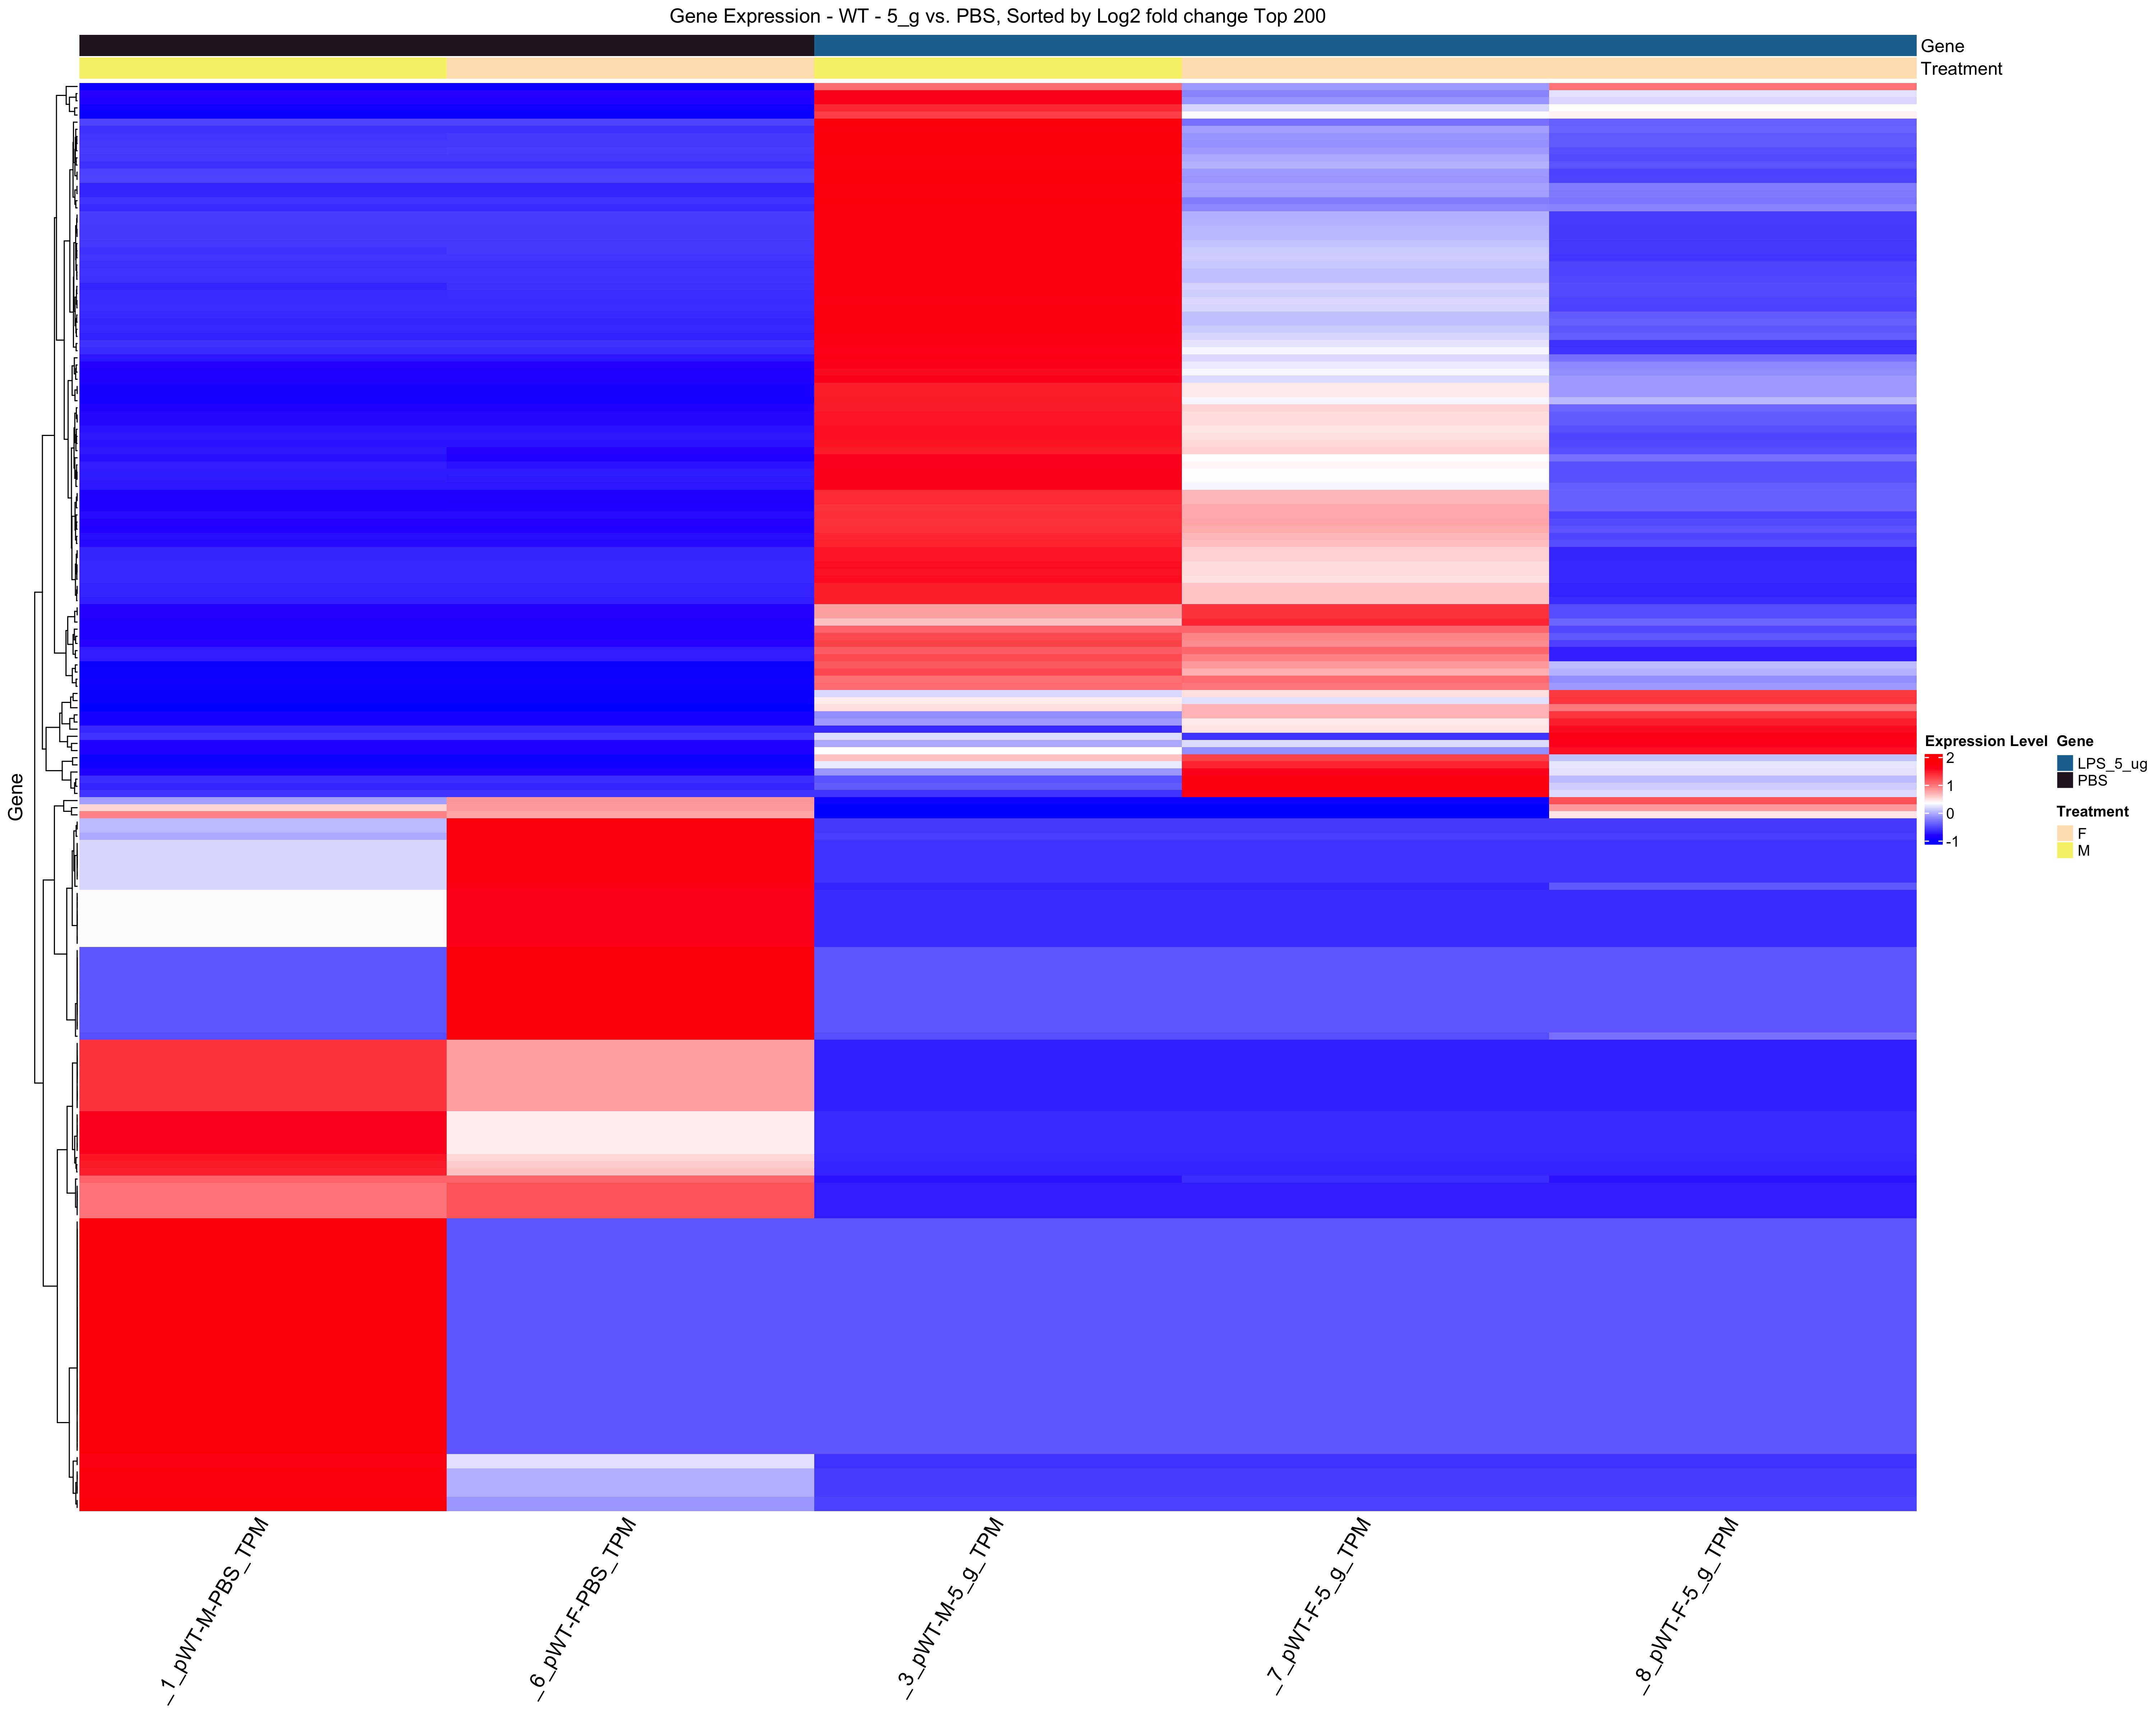 Gene Expression - WT - 5_g vs. PBS, Sorted by Log2 fold change Top 200
Gene
Treatment
Gene
Expression Level
2
1
0
-1
Gene
LPS_5_ug
PBS
Treatment
F
M
_1_pWT-M-PBS_TPM
_6_pWT-F-PBS_TPM
_3_pWT-M-5_g_TPM
_7_pWT-F-5_g_TPM
_8_pWT-F-5_g_TPM